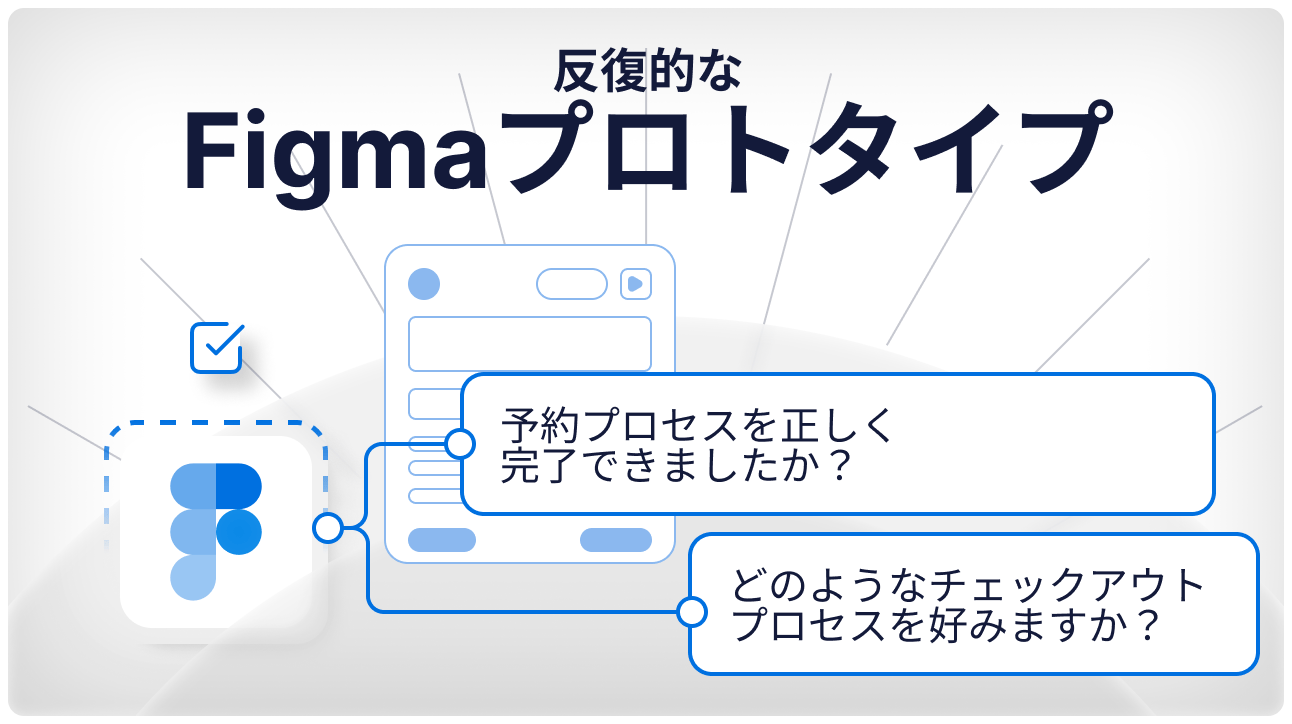 反復的な
Figmaプロトタイプ
予約プロセスを正しく
完了できましたか？
どのようなチェックアウト
プロセスを好みますか？